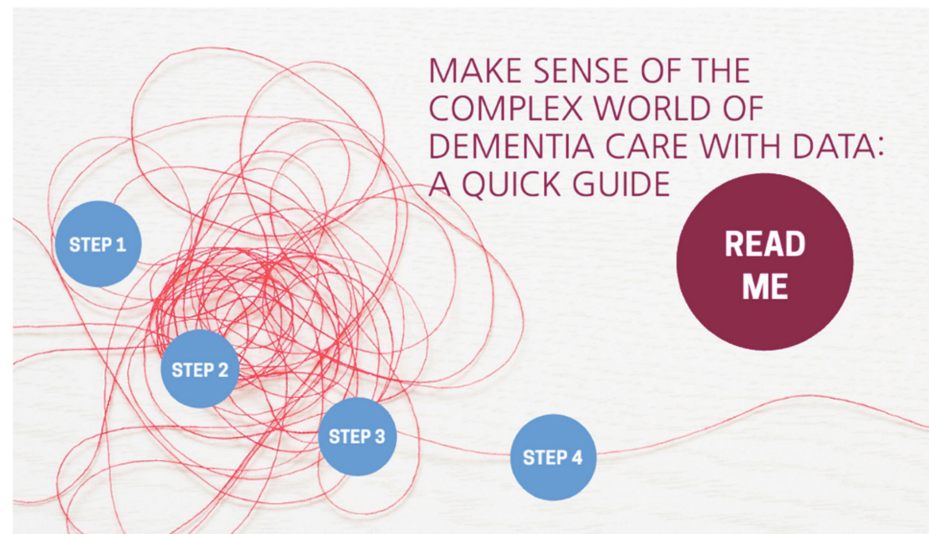 MAKE SENSE OF THE
COMPLEX WORLD OF
DEMENTIA CARE WITH DATA:
A QUICK GUIDE
READ
ME
STEP 1
STEP 2
STEP 3
STEP 4